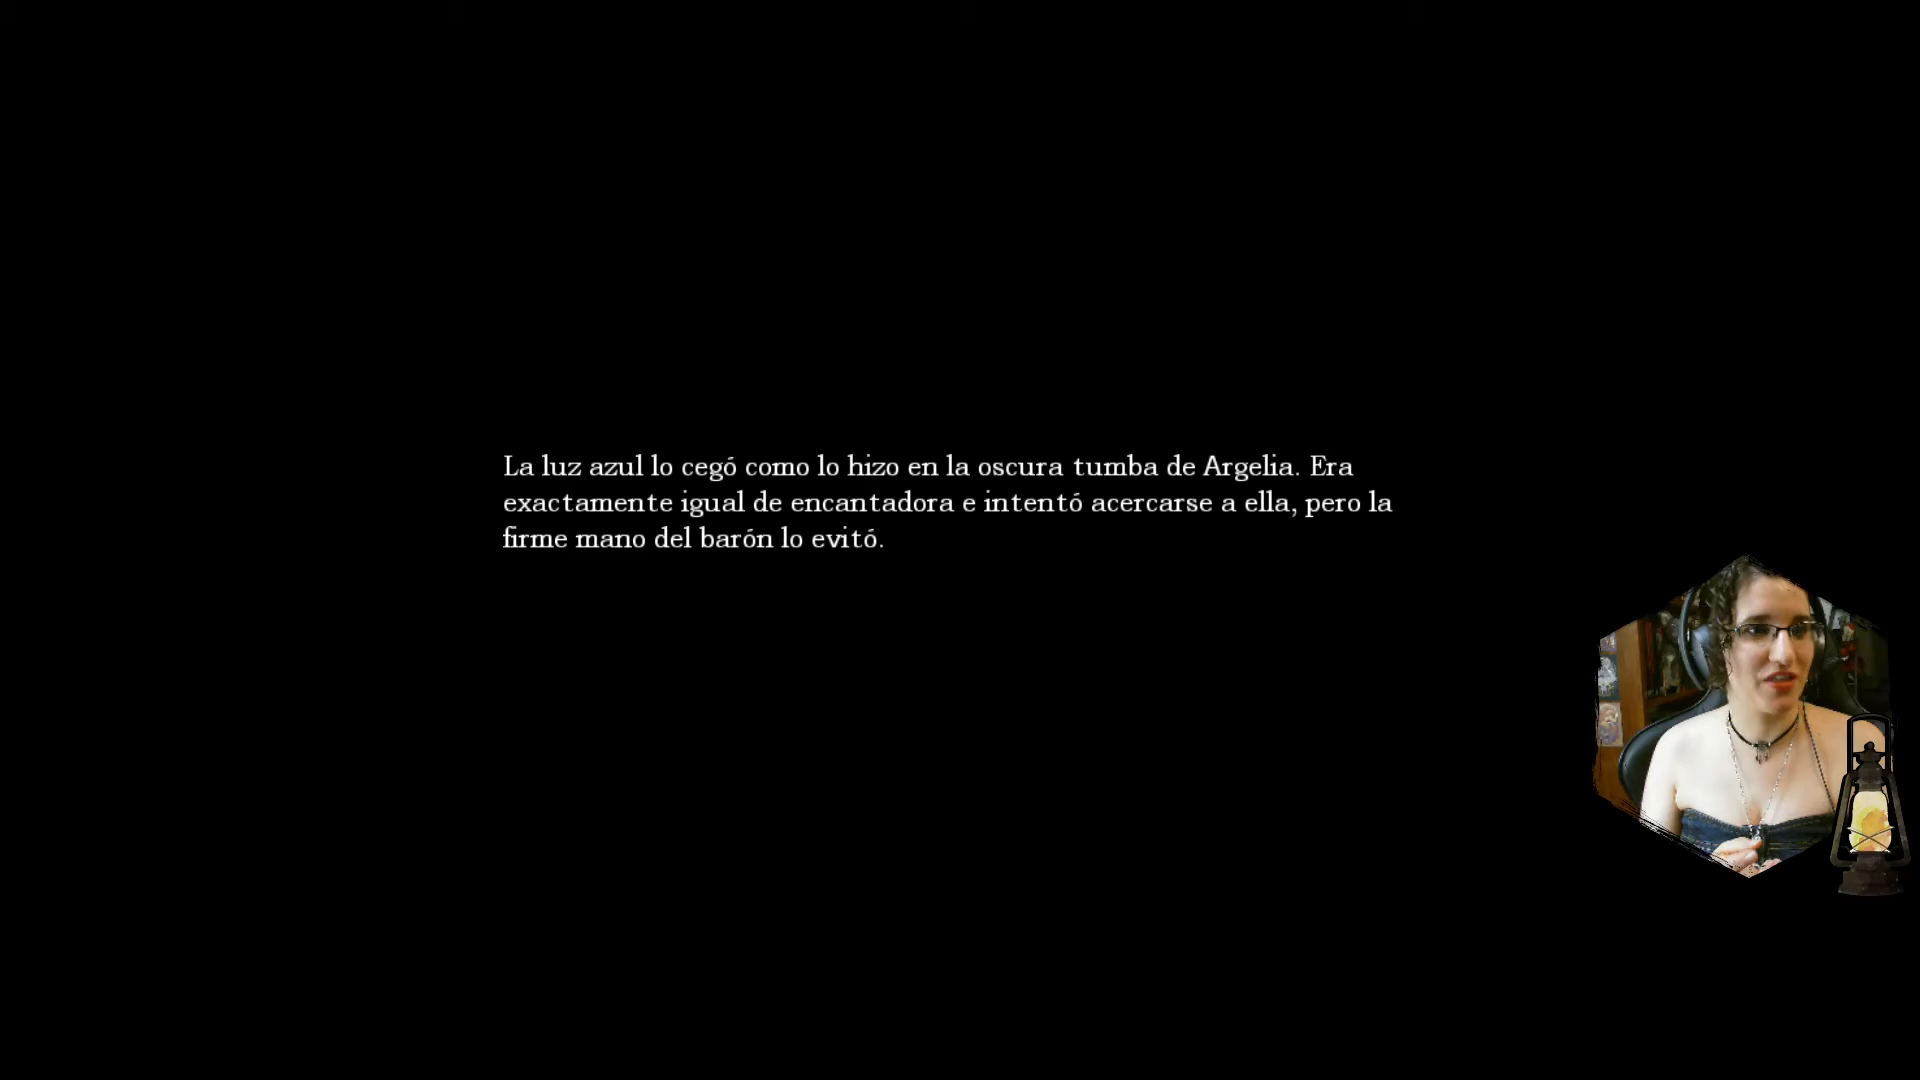 La luz azul lo cegó como lo hizo en la oscura tumba de Argelia. Era
exactamente igual de encantadora e intentó acercarse a ella, pero la
firme mano del barón lo evitó.